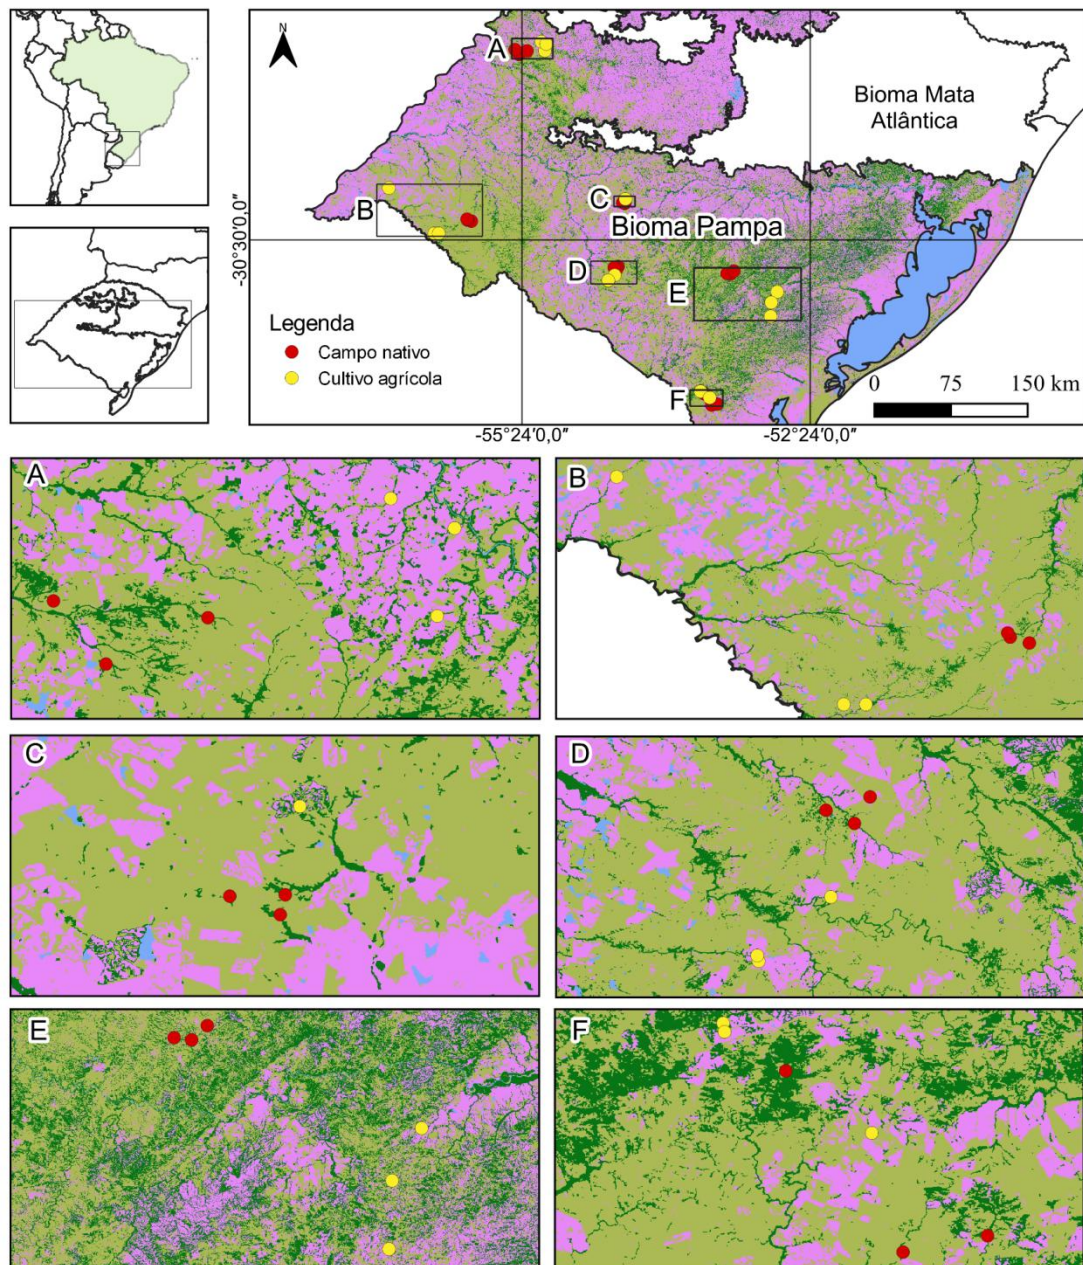 N
A
Bioma Mata
Atlântica
B
C
Bioma Pampa
-30°30'0,0"
D
E
Legenda
Campo nativo
Cultivo agrícola
F
0 75 150 km
-55°24'0,0" -52°24'0,0"
A
B
C
D
E
F